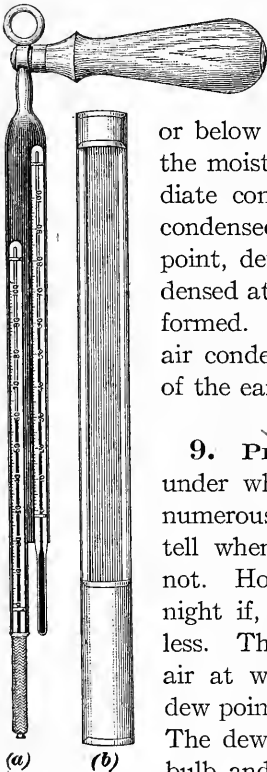 or below
the moist
diate con
condensed
point, de
densed at
formed.
air conde
of the ea
9. Pr
under wh
numerous
tell when
not. Ho
night if,
less. Th
air at w
dew poin
The dew
bulb and
(a) (b)